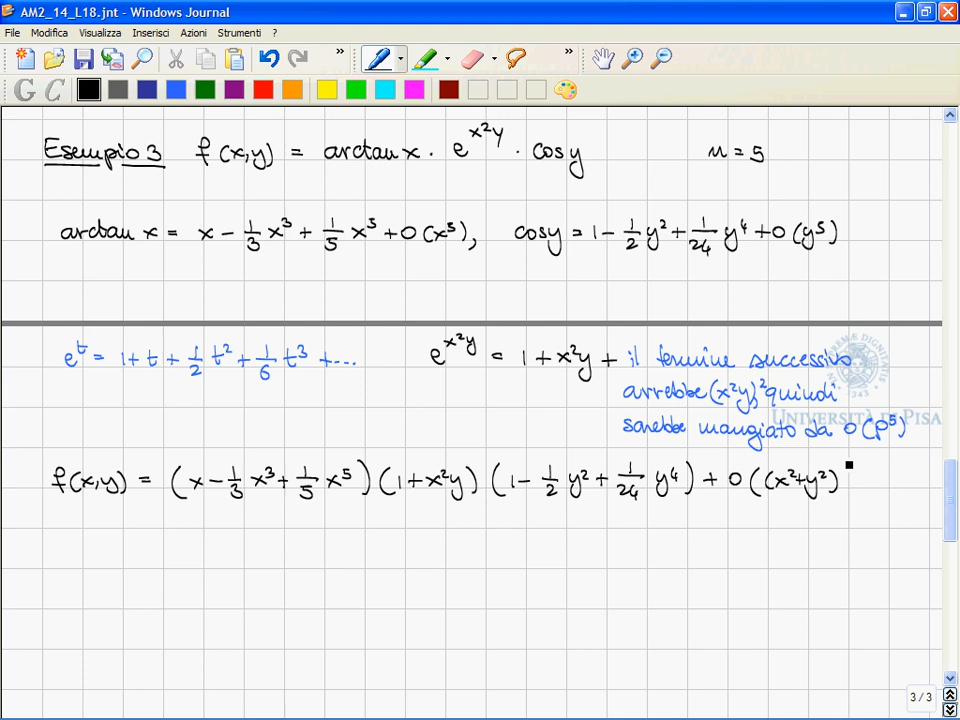 AM2_14_L18.jnt - Windows Journal
File Modifica Visualizza Inserisci Azioni Strumenti ?
Esempio 3 f(x,y) = arctan x · e^{x²y} · cos y n = 5
arctan x = x - 1/3 x³ + 1/5 x⁵ + o(x⁵), cos y = 1 - 1/2 y² + 1/24 y⁴ + o(y⁵)
e^t = 1 + t + 1/2 t² + 1/6 t³ + .... e^{x²y} = 1 + x²y + il termine successivo
avrebbe (x²y)² quindi
UNIVERSITÀ DI PISA
sarebbe mangiato da o(ρ⁵)
f(x,y) = (x - 1/3 x³ + 1/5 x⁵)(1 + x²y)(1 - 1/2 y² + 1/24 y⁴) + o((x²+y²)
3 / 3